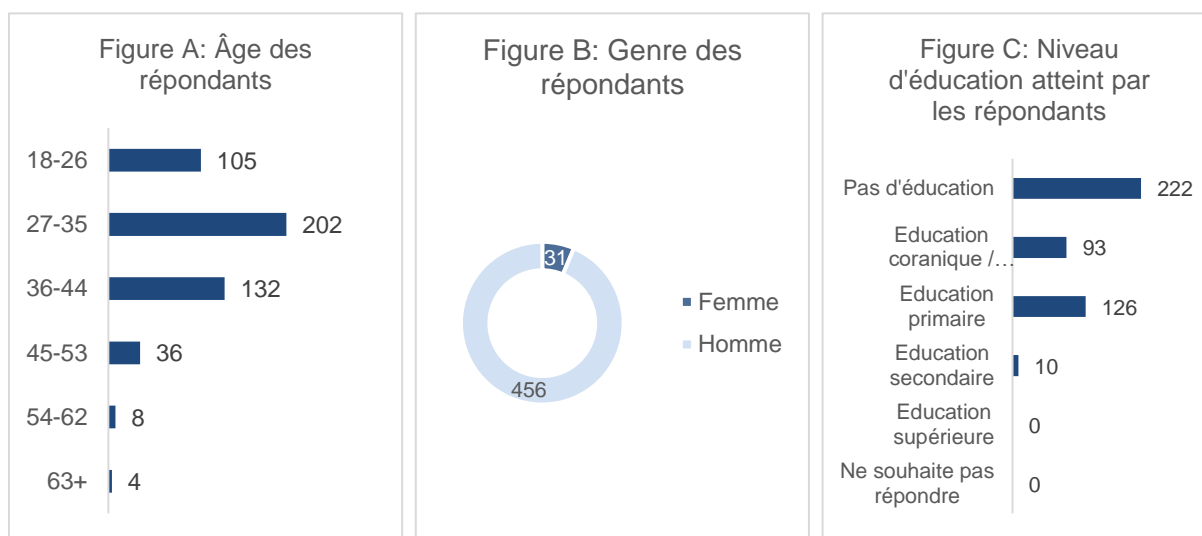 Figure A: Âge des
répondants
18-26
105
27-35
202
36-44
132
45-53
36
54-62
8
63+
4
Figure B: Genre des
répondants
31
456
Femme
Homme
Figure C: Niveau
d'éducation atteint par
les répondants
Pas d'éducation
222
Education
coranique /…
93
Education
primaire
126
Education
secondaire
10
Education
supérieure
0
Ne souhaite pas
répondre
0